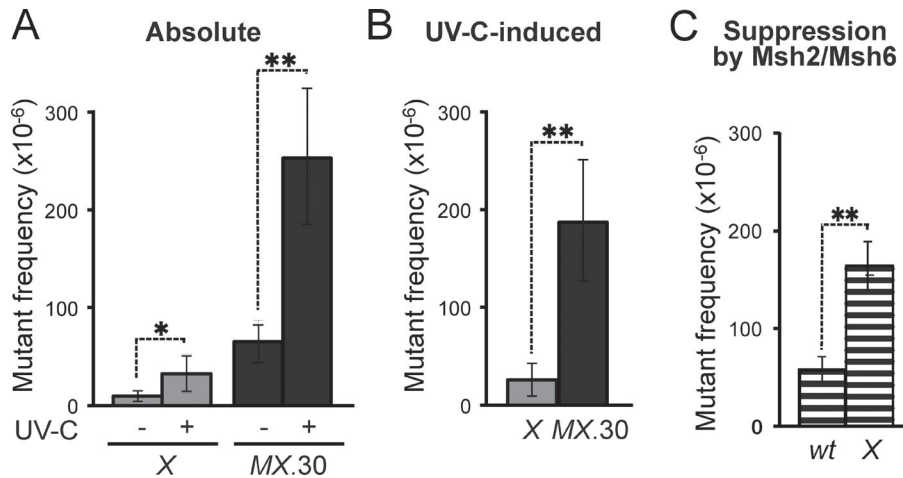 A Absolute
**
Mutant frequency (x10⁻⁶)
300
200
100
0
*
UV-C - + - +
X MX.30
B UV-C-induced
**
Mutant frequency (x10⁻⁶)
300
200
100
0
X MX.30
C Suppression
by Msh2/Msh6
Mutant frequency (x10⁻⁶)
300
200
100
0
**
wt X